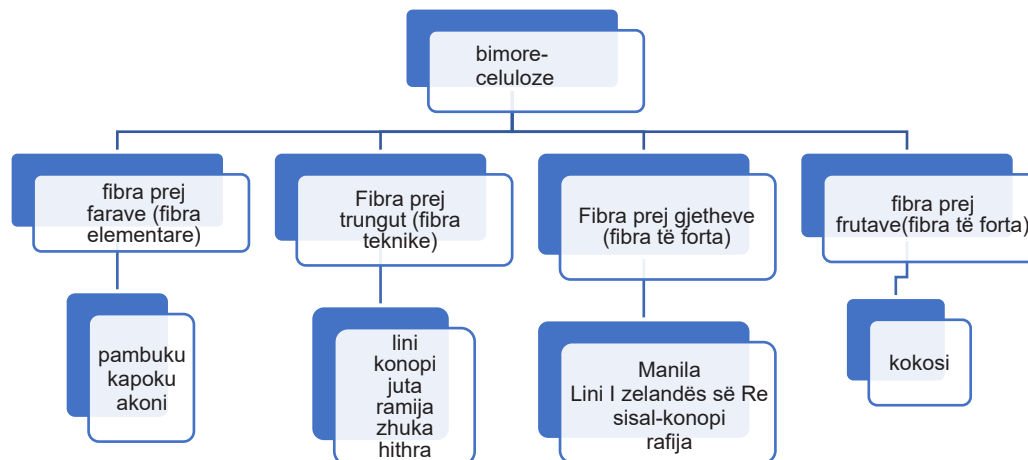 bimore-
celuloze
fibra prej
farave (fibra
elementare)
Fibra prej
trungut (fibra
teknike)
Fibra prej gjetheve
(fibra të forta)
fibra prej
frutave(fibra të forta)
pambuku
kapoku
akoni
lini
konopi
juta
ramija
zhuka
hithra
Manila
Lini I zelandës së Re
sisal-konopi
rafija
kokosi